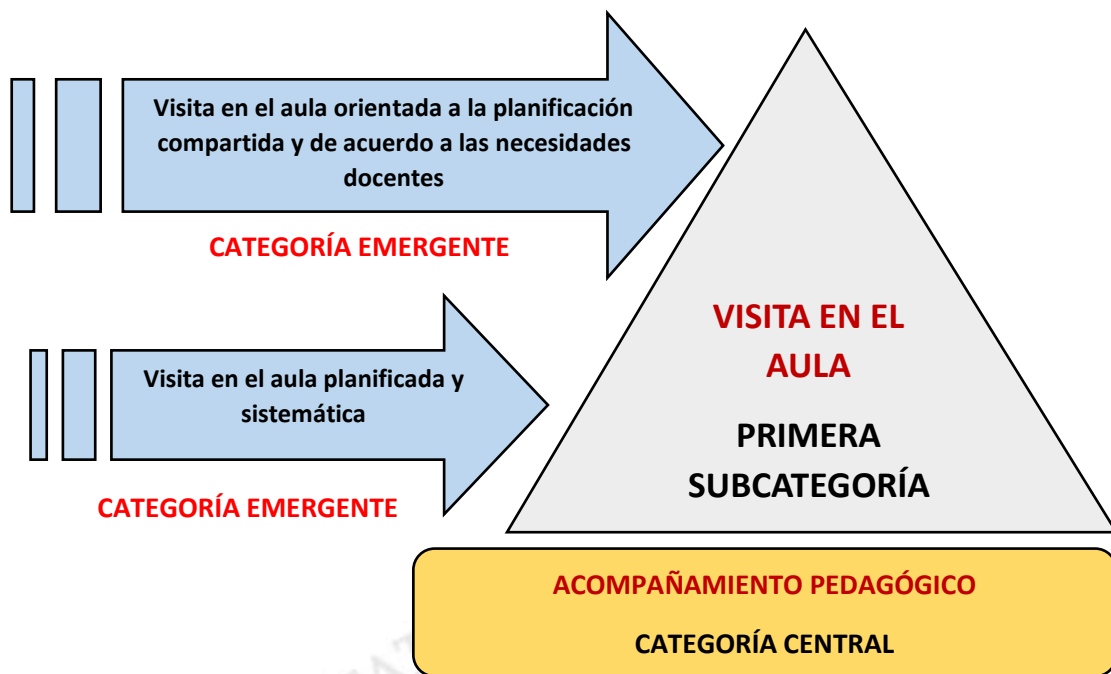 Visita en el aula orientada a la planificación
compartida y de acuerdo a las necesidades
docentes
CATEGORÍA EMERGENTE
Visita en el aula planificada y
sistemática
CATEGORÍA EMERGENTE
VISITA EN EL
AULA
PRIMERA
SUBCATEGORÍA
ACOMPAÑAMIENTO PEDAGÓGICO
CATEGORÍA CENTRAL